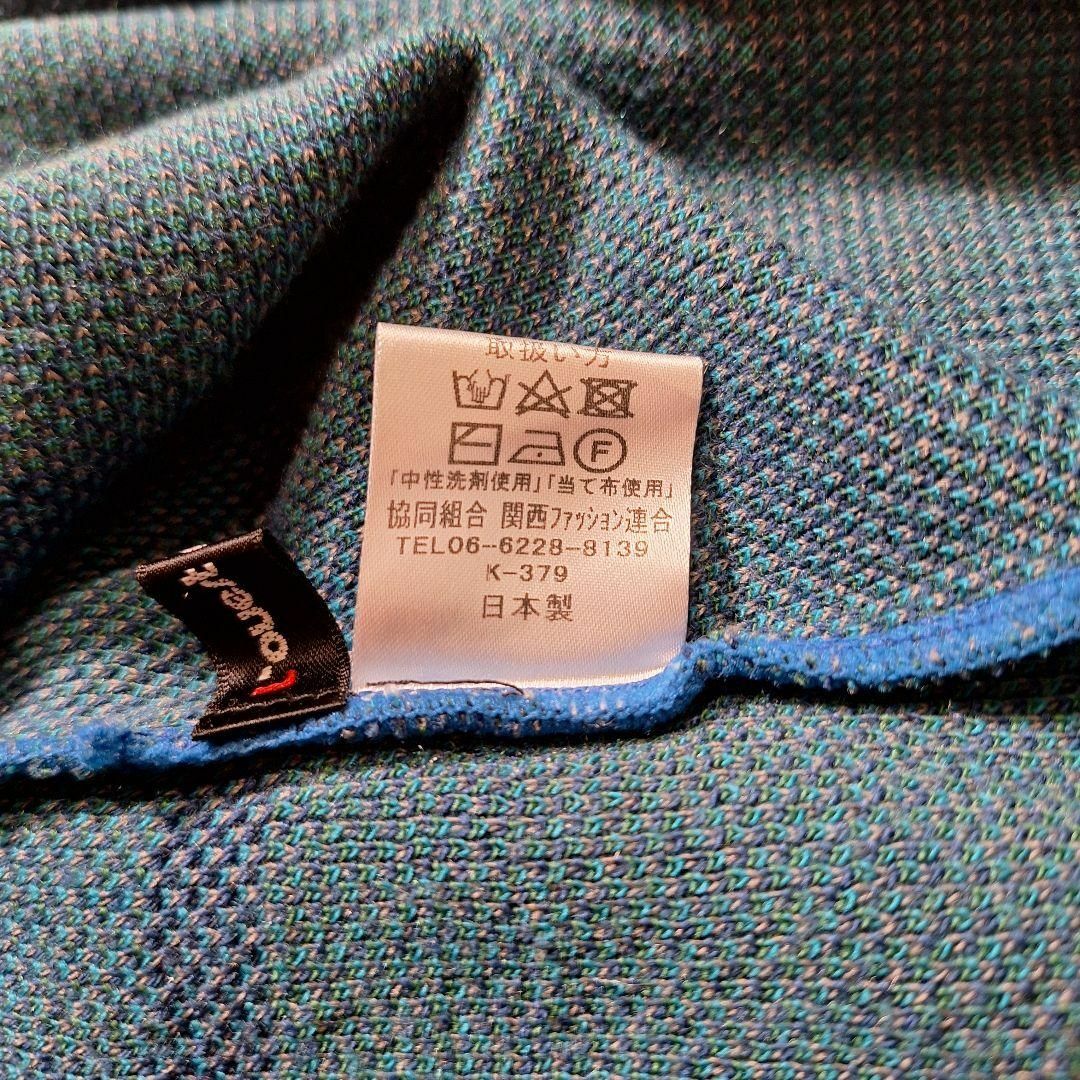 取扱い方
F
「中性洗剤使用」「当て布使用」
協同組合 関西ファッション連合
TEL06-6228-8139
K-379
日本製